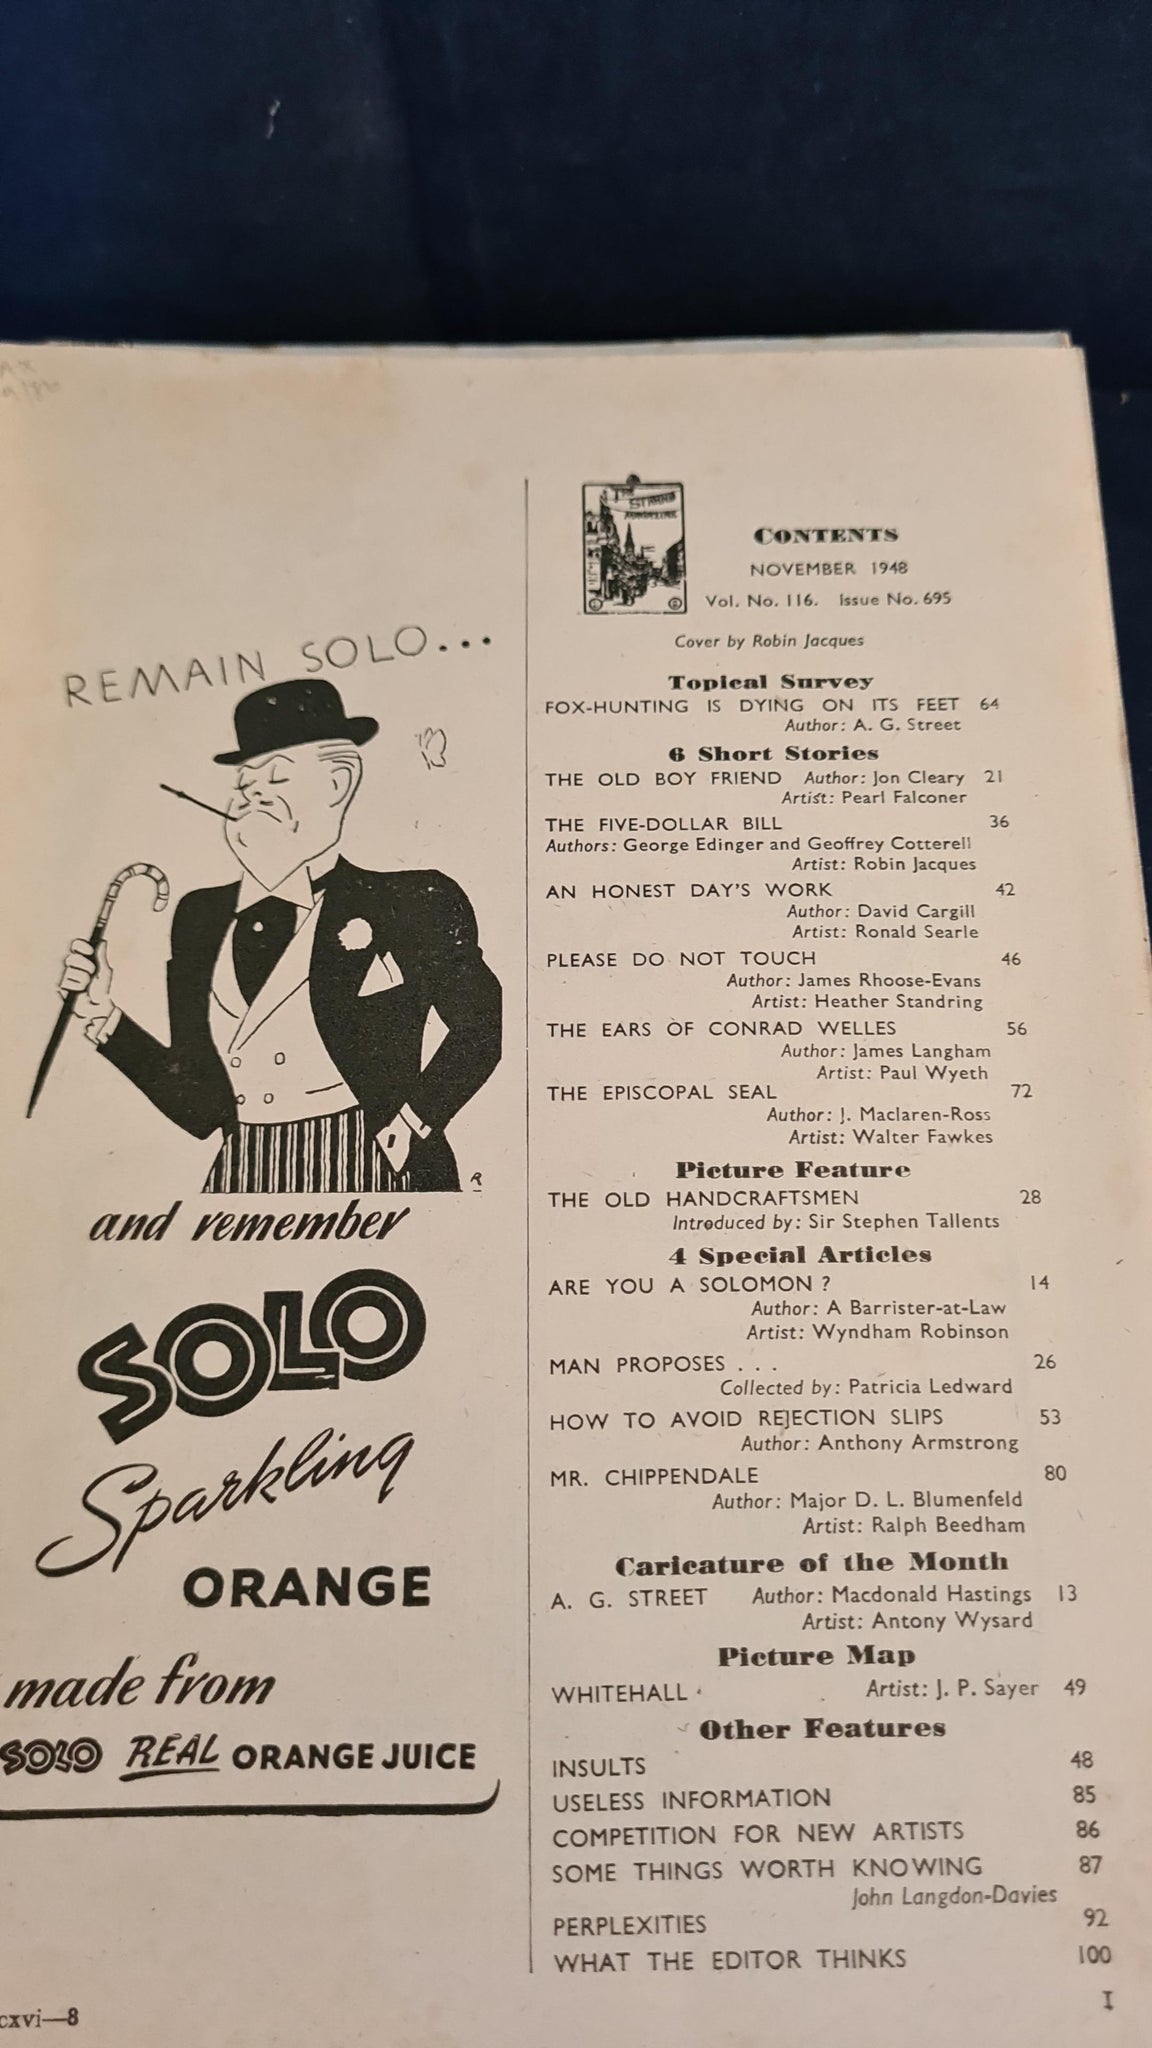 REMAIN SOLO...
and remember
SOLO
Sparkling
ORANGE
made from
SOLO REAL ORANGE JUICE
cxvi—8
THE STRAND
MAGAZINE
CONTENTS
NOVEMBER 1948
Vol. No. 116. Issue No. 695
Cover by Robin Jacques
Topical Survey
FOX-HUNTING IS DYING ON ITS FEET 64
Author: A. G. Street
6 Short Stories
THE OLD BOY FRIEND Author: Jon Cleary 21
Artist: Pearl Falconer
THE FIVE-DOLLAR BILL 36
Authors: George Edinger and Geoffrey Cotterell
Artist: Robin Jacques
AN HONEST DAY'S WORK 42
Author: David Cargill
Artist: Ronald Searle
PLEASE DO NOT TOUCH 46
Author: James Rhoose-Evans
Artist: Heather Standring
THE EARS OF CONRAD WELLES 56
Author: James Langham
Artist: Paul Wyeth
THE EPISCOPAL SEAL 72
Author: J. Maclaren-Ross
Artist: Walter Fawkes
Picture Feature
THE OLD HANDCRAFTSMEN 28
Introduced by: Sir Stephen Tallents
4 Special Articles
ARE YOU A SOLOMON? 14
Author: A Barrister-at-Law
Artist: Wyndham Robinson
MAN PROPOSES . . . 26
Collected by: Patricia Ledward
HOW TO AVOID REJECTION SLIPS 53
Author: Anthony Armstrong
MR. CHIPPENDALE 80
Author: Major D. L. Blumenfeld
Artist: Ralph Beedham
Caricature of the Month
A. G. STREET Author: Macdonald Hastings 13
Artist: Antony Wysard
Picture Map
WHITEHALL Artist: J. P. Sayer 49
Other Features
INSULTS 48
USELESS INFORMATION 85
COMPETITION FOR NEW ARTISTS 86
SOME THINGS WORTH KNOWING 87
John Langdon-Davies
PERPLEXITIES 92
WHAT THE EDITOR THINKS 100
I